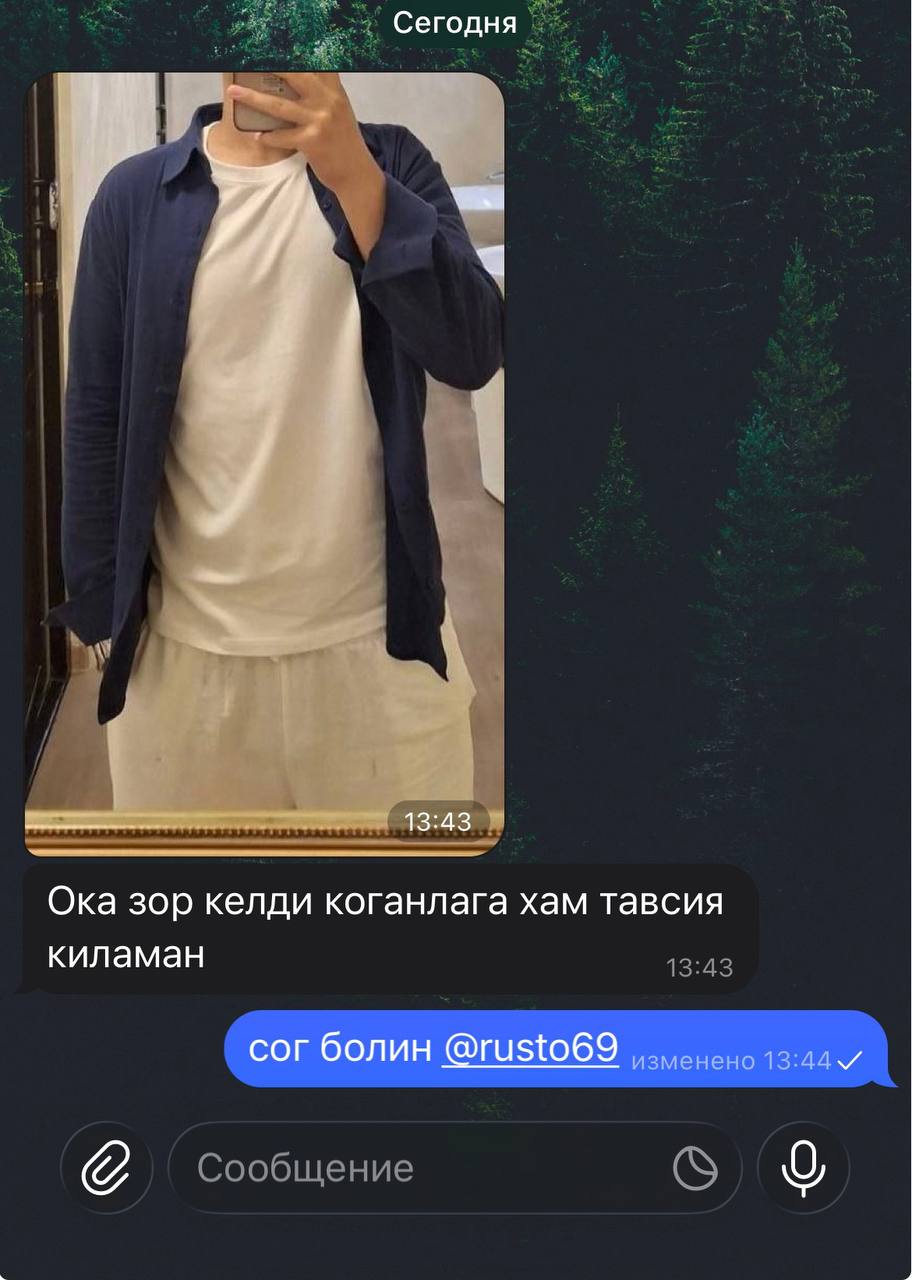 Сегодня
13:43
Ока зор келди коганлага хам тавсия
киламан
13:43
сог болин @rusto69 изменено 13:44
Сообщение